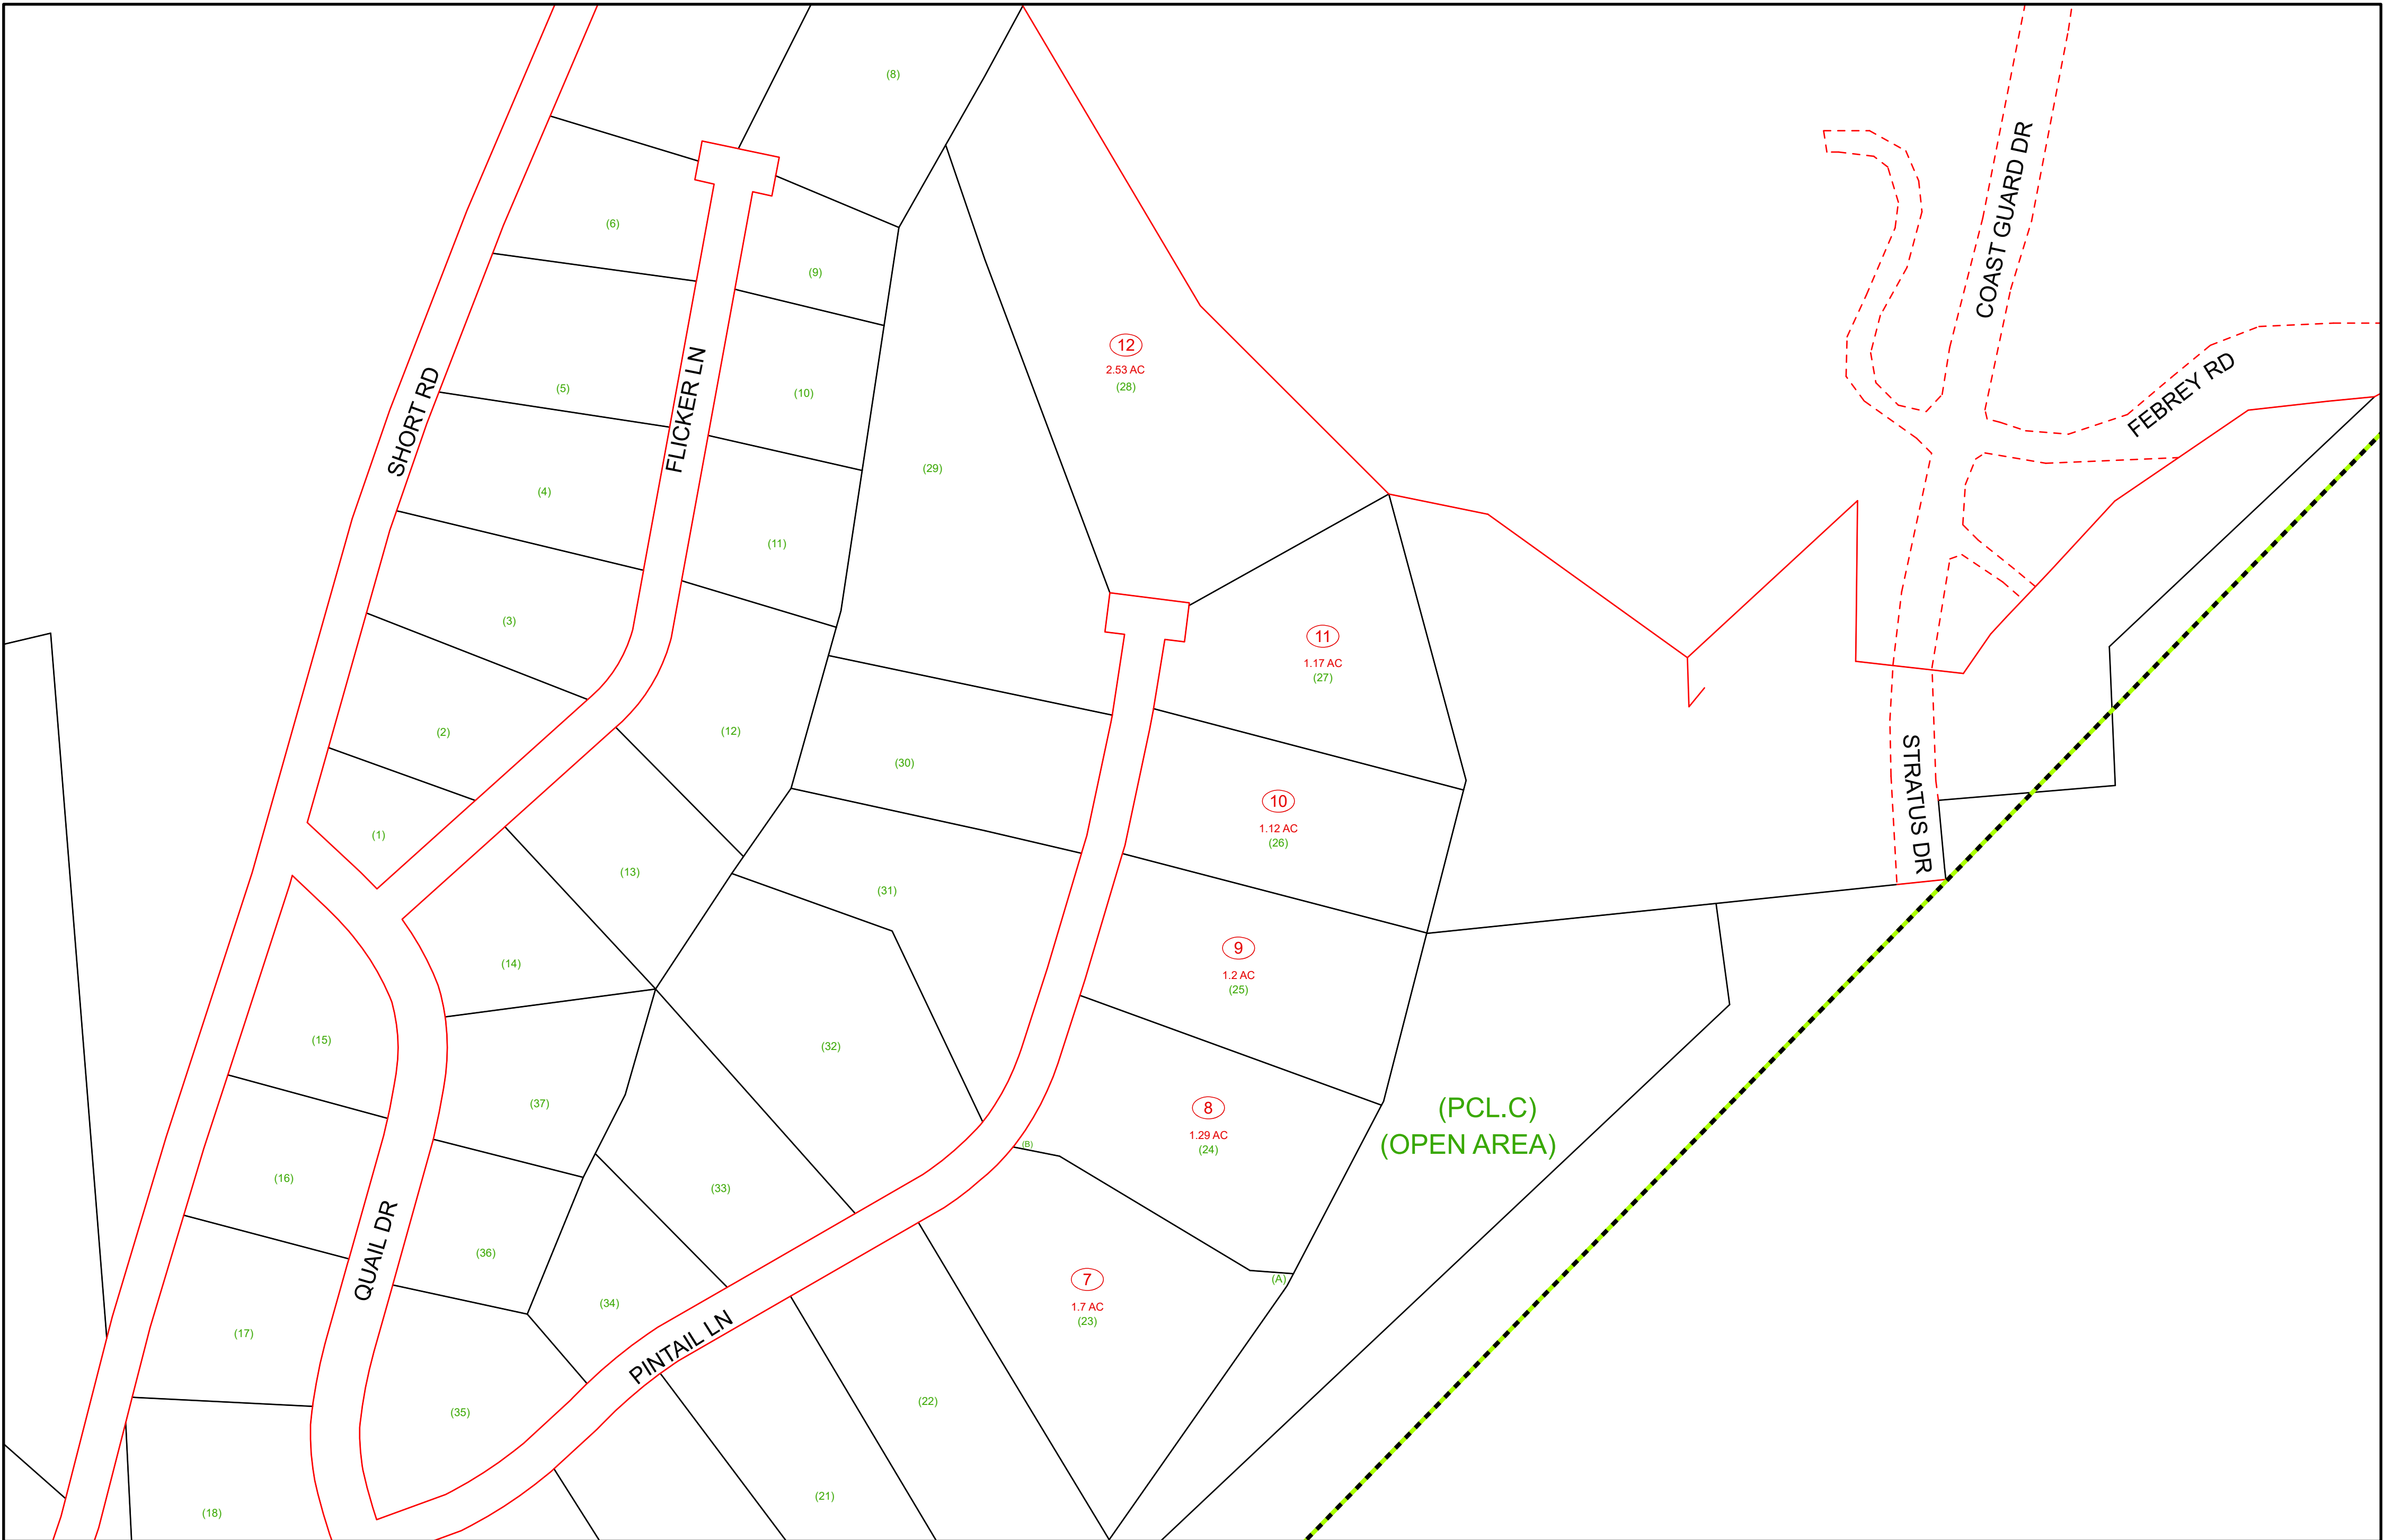 (8)
COAST GUARD DR
(6)
(9)
12
2.53 AC
(28)
FEBREY RD
SHORT RD
FLICKER LN
(5)
(10)
(29)
(4)
(11)
(3)
11
1.17 AC
(27)
(2)
(12)
(30)
STRATUS DR
10
1.12 AC
(26)
(1)
(13)
(31)
9
1.2 AC
(25)
(14)
(15)
(32)
(37)
8
1.29 AC
(24)
(PCL.C)
(OPEN AREA)
(B)
(16)
(33)
QUAIL DR
(36)
7
1.7 AC
(23)
(A)
(34)
(17)
PINTAIL LN
(22)
(35)
(21)
(18)